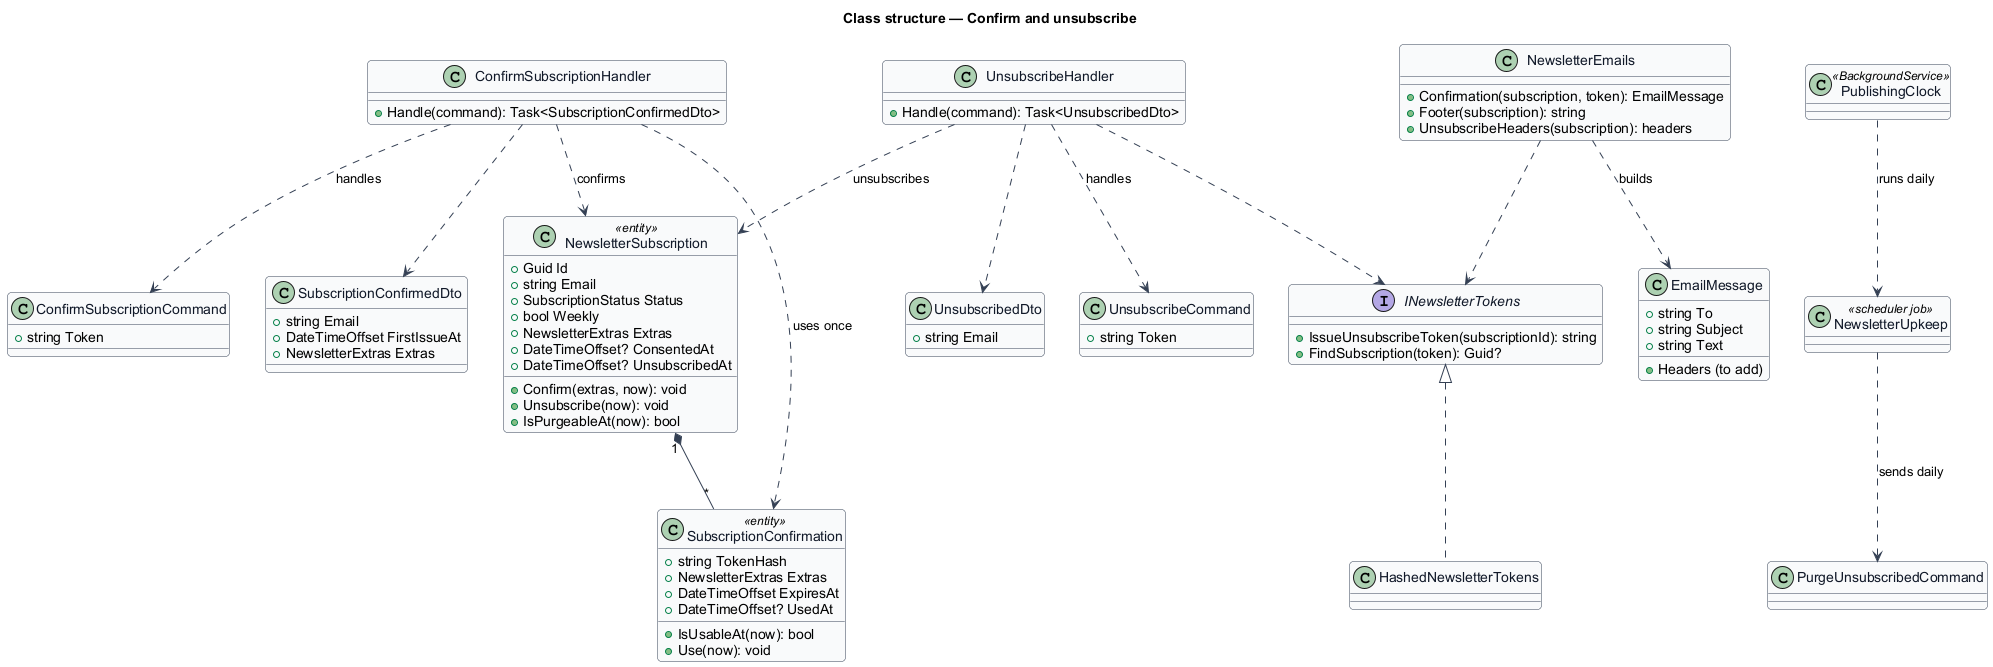 Class structure — Confirm and unsubscribe
C ConfirmSubscriptionHandler
Handle(command): Task<SubscriptionConfirmedDto>
C UnsubscribeHandler
Handle(command): Task<UnsubscribedDto>
C NewsletterEmails
Confirmation(subscription, token): EmailMessage
Footer(subscription): string
UnsubscribeHeaders(subscription): headers
C «BackgroundService»
PublishingClock
handles
confirms
unsubscribes
handles
builds
runs daily
C ConfirmSubscriptionCommand
string Token
C SubscriptionConfirmedDto
string Email
DateTimeOffset FirstIssueAt
NewsletterExtras Extras
C «entity»
NewsletterSubscription
Guid Id
string Email
SubscriptionStatus Status
bool Weekly
NewsletterExtras Extras
DateTimeOffset? ConsentedAt
DateTimeOffset? UnsubscribedAt
Confirm(extras, now): void
Unsubscribe(now): void
IsPurgeableAt(now): bool
uses once
C UnsubscribedDto
string Email
C UnsubscribeCommand
string Token
I INewsletterTokens
IssueUnsubscribeToken(subscriptionId): string
FindSubscription(token): Guid?
C EmailMessage
string To
string Subject
string Text
Headers (to add)
C «scheduler job»
NewsletterUpkeep
1
*
sends daily
C «entity»
SubscriptionConfirmation
string TokenHash
NewsletterExtras Extras
DateTimeOffset ExpiresAt
DateTimeOffset? UsedAt
IsUsableAt(now): bool
Use(now): void
C HashedNewsletterTokens
C PurgeUnsubscribedCommand